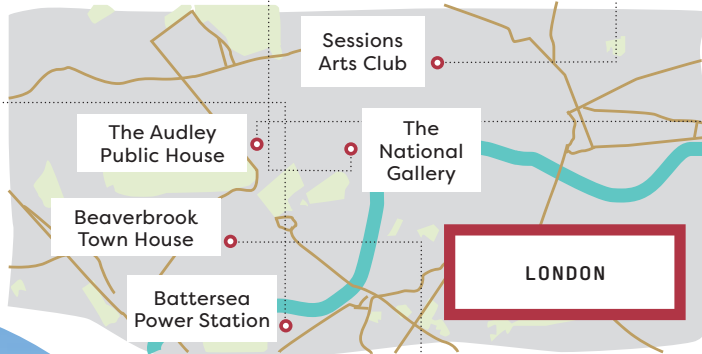 Sessions
Arts Club
The Audley
Public House
The
National
Gallery
Beaverbrook
Town House
LONDON
Battersea
Power Station